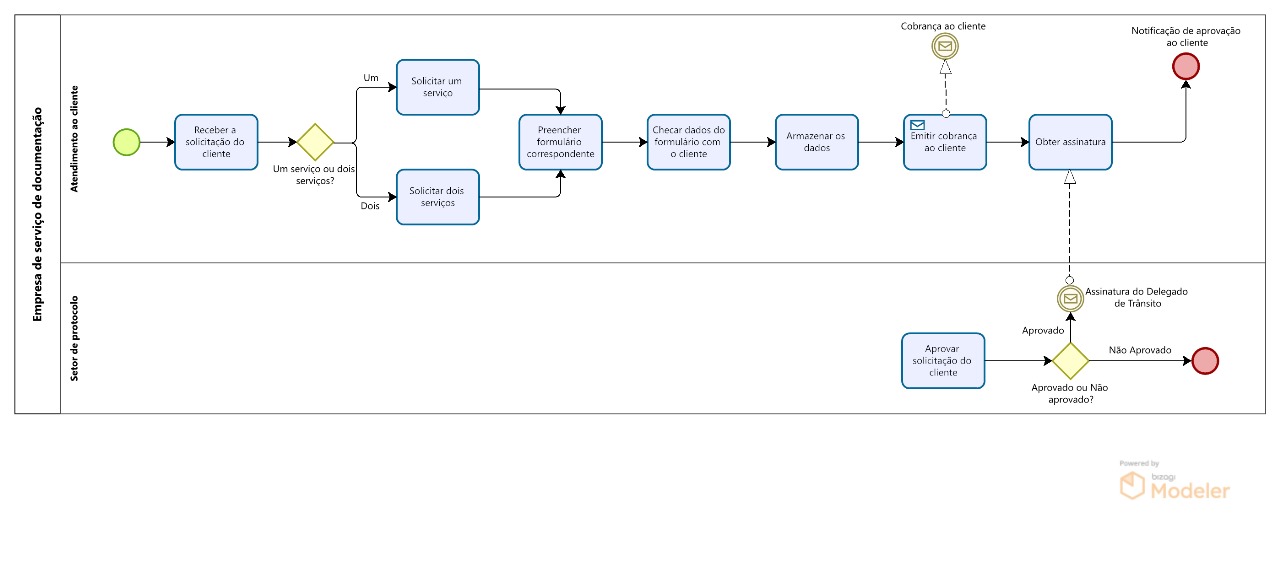 Empresa de serviço de documentação
Atendimento ao cliente
Receber a
solicitação do
cliente
Um serviço ou dois
serviços?
Um
Dois
Solicitar um
serviço
Solicitar dois
serviços
Preencher
formulário
correspondente
Checar dados do
formulário com
o cliente
Armazenar os
dados
Cobrança ao cliente
Emitir cobrança
ao cliente
Obter assinatura
Notificação de aprovação
ao cliente
Setor de protocolo
Aprovar
solicitação do
cliente
Aprovado ou Não
aprovado?
Aprovado
Não Aprovado
Assinatura do Delegado
de Trânsito
Powered by
bizagi
Modeler